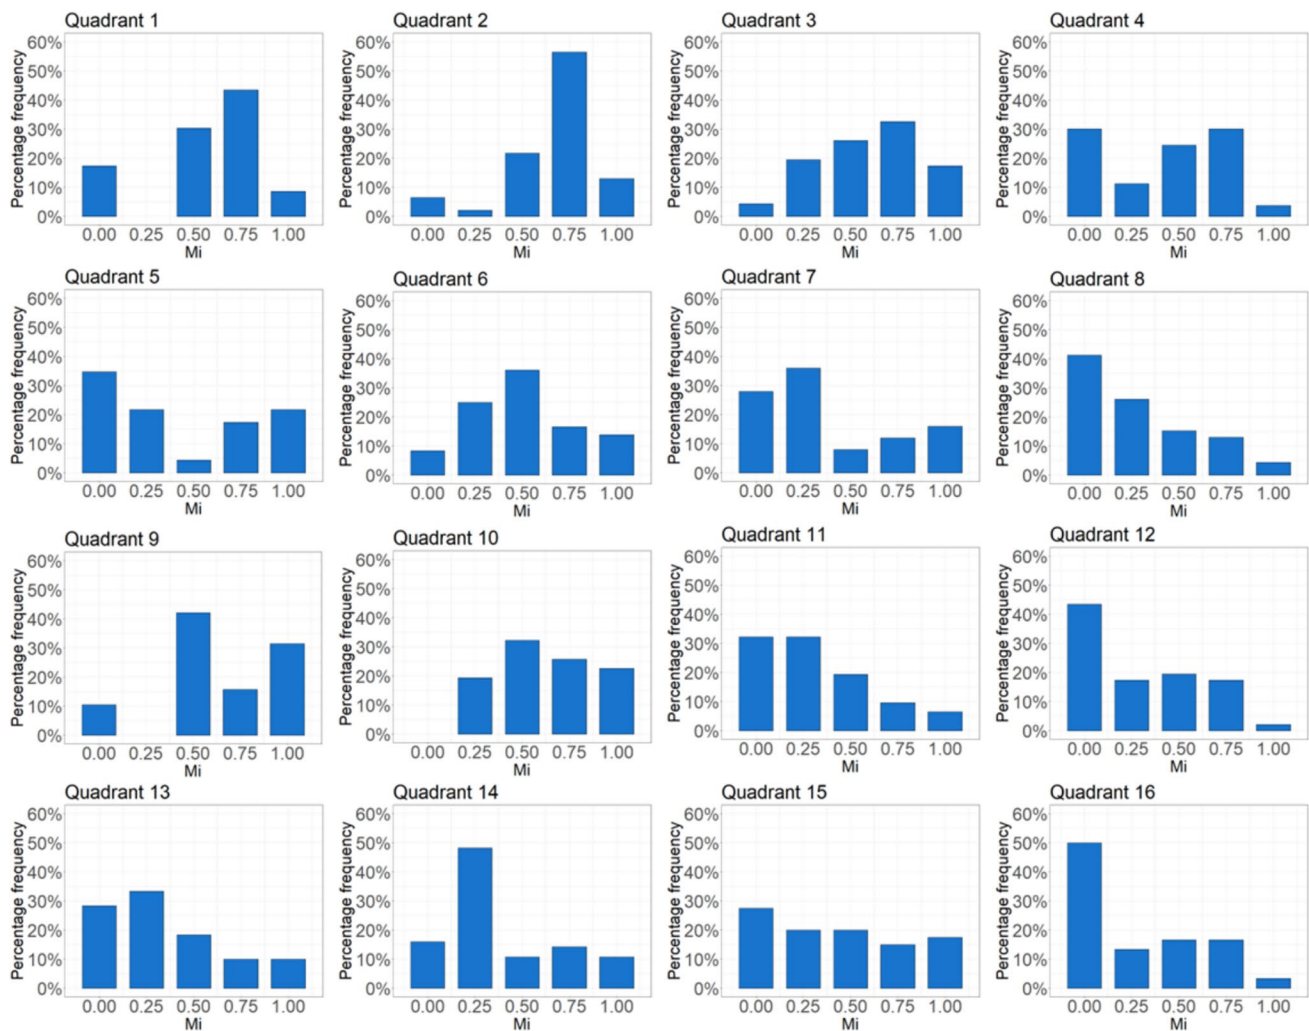 Quadrant 1
Percentage frequency
60%
50%
40%
30%
20%
10%
0%
0.00 0.25 0.50 0.75 1.00
Mi
Quadrant 2
Percentage frequency
60%
50%
40%
30%
20%
10%
0%
0.00 0.25 0.50 0.75 1.00
Mi
Quadrant 3
Percentage frequency
60%
50%
40%
30%
20%
10%
0%
0.00 0.25 0.50 0.75 1.00
Mi
Quadrant 4
Percentage frequency
60%
50%
40%
30%
20%
10%
0%
0.00 0.25 0.50 0.75 1.00
Mi
Quadrant 5
Percentage frequency
60%
50%
40%
30%
20%
10%
0%
0.00 0.25 0.50 0.75 1.00
Mi
Quadrant 6
Percentage frequency
60%
50%
40%
30%
20%
10%
0%
0.00 0.25 0.50 0.75 1.00
Mi
Quadrant 7
Percentage frequency
60%
50%
40%
30%
20%
10%
0%
0.00 0.25 0.50 0.75 1.00
Mi
Quadrant 8
Percentage frequency
60%
50%
40%
30%
20%
10%
0%
0.00 0.25 0.50 0.75 1.00
Mi
Quadrant 9
Percentage frequency
60%
50%
40%
30%
20%
10%
0%
0.00 0.25 0.50 0.75 1.00
Mi
Quadrant 10
Percentage frequency
60%
50%
40%
30%
20%
10%
0%
0.00 0.25 0.50 0.75 1.00
Mi
Quadrant 11
Percentage frequency
60%
50%
40%
30%
20%
10%
0%
0.00 0.25 0.50 0.75 1.00
Mi
Quadrant 12
Percentage frequency
60%
50%
40%
30%
20%
10%
0%
0.00 0.25 0.50 0.75 1.00
Mi
Quadrant 13
Percentage frequency
60%
50%
40%
30%
20%
10%
0%
0.00 0.25 0.50 0.75 1.00
Mi
Quadrant 14
Percentage frequency
60%
50%
40%
30%
20%
10%
0%
0.00 0.25 0.50 0.75 1.00
Mi
Quadrant 15
Percentage frequency
60%
50%
40%
30%
20%
10%
0%
0.00 0.25 0.50 0.75 1.00
Mi
Quadrant 16
Percentage frequency
60%
50%
40%
30%
20%
10%
0%
0.00 0.25 0.50 0.75 1.00
Mi